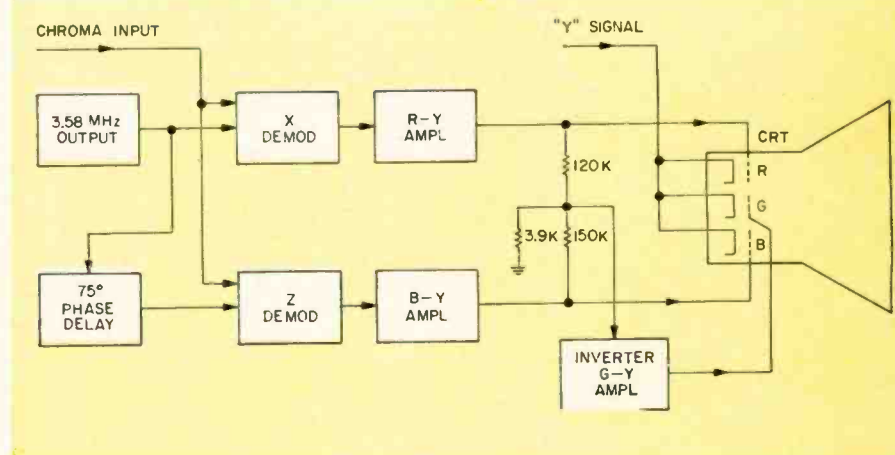 CHROMA INPUT
"Y" SIGNAL
3.58 MHz
OUTPUT
X
DEMOD
R-Y
AMPL
CRT
R
G
B
120K
3.9K
150K
75°
PHASE
DELAY
Z
DEMOD
B-Y
AMPL
INVERTER
G-Y
AMPL